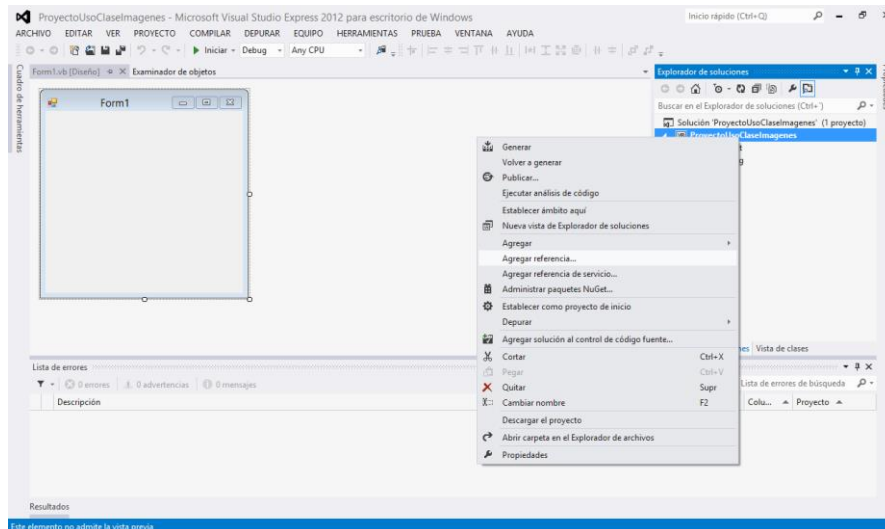 ProyectoUsoClaseImagenes - Microsoft Visual Studio Express 2012 para escritorio de Windows
Inicio rápido (Ctrl+Q)
ARCHIVO EDITAR VER PROYECTO COMPILAR DEPURAR EQUIPO HERRAMIENTAS PRUEBA VENTANA AYUDA
Iniciar Debug Any CPU
Cuadro de herramientas
Form1.vb [Diseño] Examinador de objetos
Form1
Explorador de soluciones
Buscar en el Explorador de soluciones (Ctrl+´)
Solución 'ProyectoUsoClaseImagenes' (1 proyecto)
ProyectoUsoClaseImagenes
Generar
Volver a generar
Publicar...
Ejecutar análisis de código
Establecer ámbito aquí
Nueva vista de Explorador de soluciones
Agregar
Agregar referencia...
Agregar referencia de servicio...
Administrar paquetes NuGet...
Establecer como proyecto de inicio
Depurar
Agregar solución al control de código fuente...
Cortar Ctrl+X
Pegar Ctrl+V
Quitar Supr
Cambiar nombre F2
Descargar el proyecto
Abrir carpeta en el Explorador de archivos
Propiedades
Vista de clases
Lista de errores
0 errores 0 advertencias 0 mensajes
Lista de errores de búsqueda
Descripción
Colu... Proyecto
Resultados
Este elemento no admite la vista previa